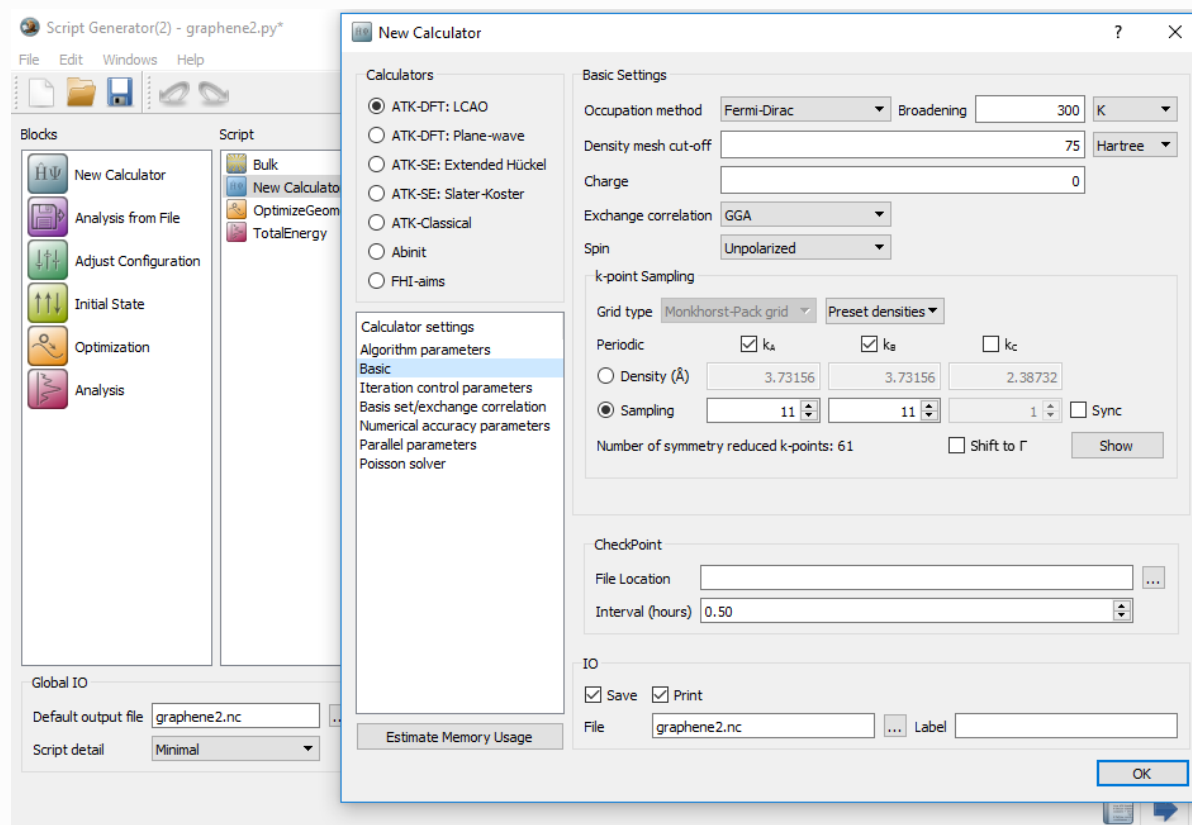 Script Generator(2) - graphene2.py*
File Edit Windows Help
Blocks
New Calculator
Analysis from File
Adjust Configuration
Initial State
Optimization
Analysis
Script
Bulk
New Calculato
OptimizeGeom
TotalEnergy
Global IO
Default output file graphene2.nc ...
Script detail Minimal
New Calculator ?
Calculators
ATK-DFT: LCAO
ATK-DFT: Plane-wave
ATK-SE: Extended Hückel
ATK-SE: Slater-Koster
ATK-Classical
Abinit
FHI-aims
Calculator settings
Algorithm parameters
Basic
Iteration control parameters
Basis set/exchange correlation
Numerical accuracy parameters
Parallel parameters
Poisson solver
Estimate Memory Usage
Basic Settings
Occupation method Fermi-Dirac Broadening 300 K
Density mesh cut-off 75 Hartree
Charge 0
Exchange correlation GGA
Spin Unpolarized
k-point Sampling
Grid type Monkhorst-Pack grid Preset densities
Periodic kA kB kC
Density (Å) 3.73156 3.73156 2.38732
Sampling 11 11 1 Sync
Number of symmetry reduced k-points: 61 Shift to Γ Show
CheckPoint
File Location ...
Interval (hours) 0.50
IO
Save Print
File graphene2.nc ... Label
OK